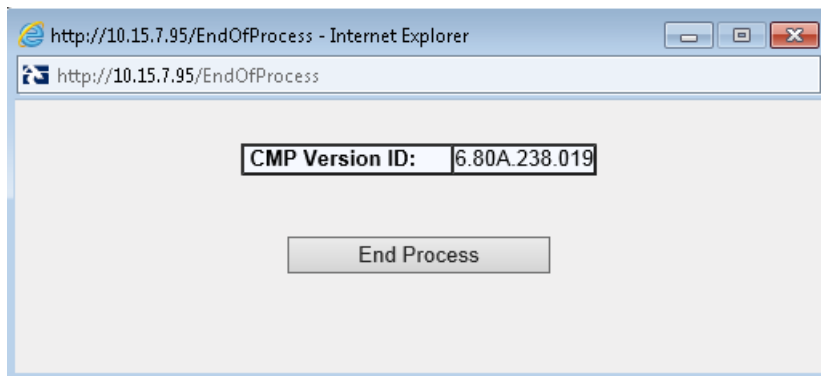 http://10.15.7.95/EndOfProcess - Internet Explorer
http://10.15.7.95/EndOfProcess
CMP Version ID: 6.80A.238.019
End Process